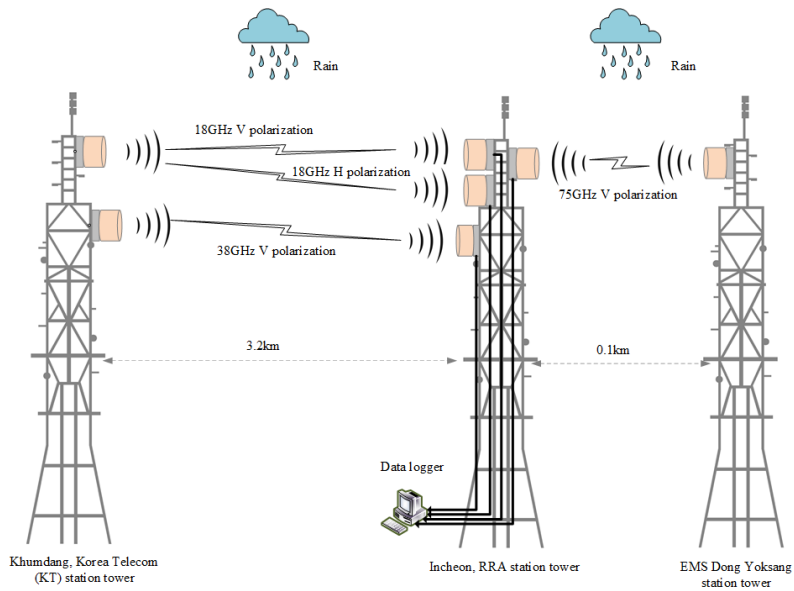 Rain
Rain
18GHz V polarization
18GHz H polarization
75GHz V polarization
38GHz V polarization
3.2km
0.1km
Data logger
Khumdang, Korea Telecom
(KT) station tower
Incheon, RRA station tower
EMS Dong Yoksang
station tower